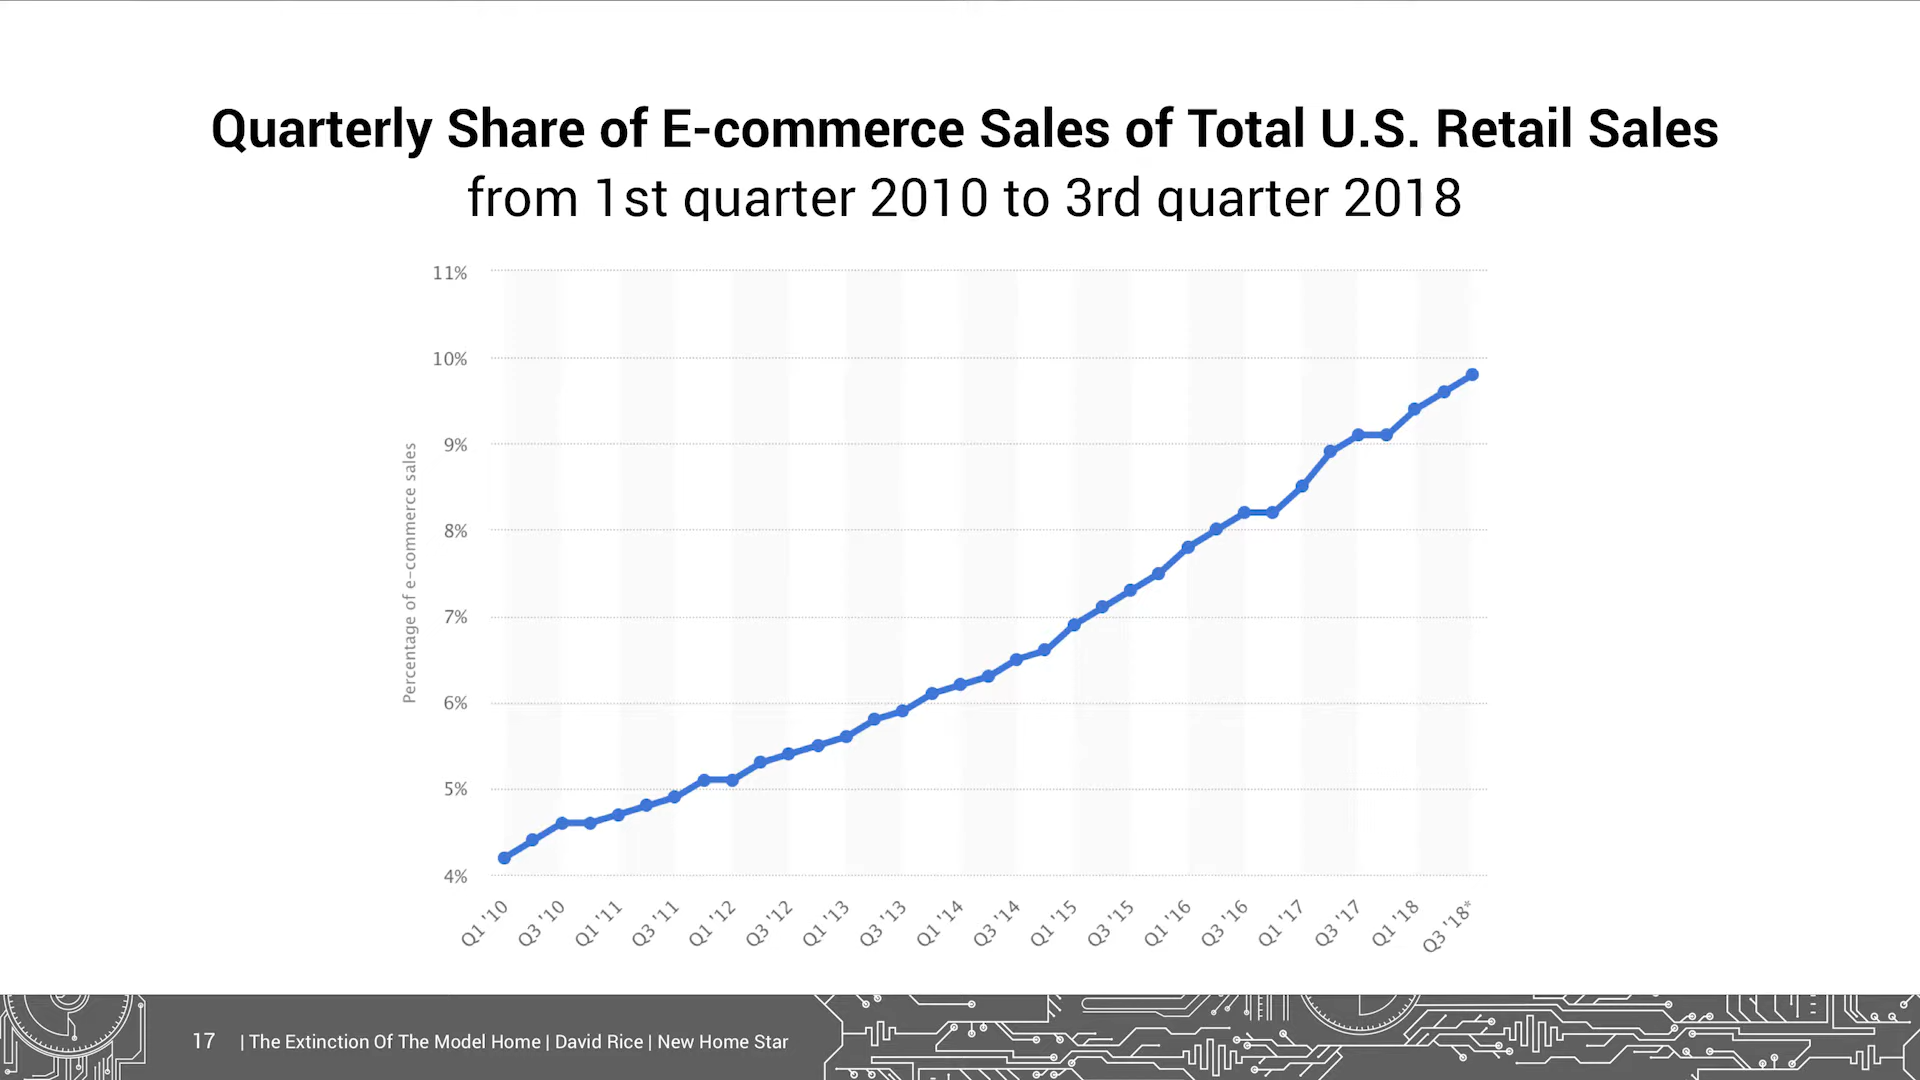 Quarterly Share of E-commerce Sales of Total U.S. Retail Sales
from 1st quarter 2010 to 3rd quarter 2018
Percentage of e-commerce sales
11%
10%
9%
8%
7%
6%
5%
4%
Q1 '10
Q3 '10
Q1 '11
Q3 '11
Q1 '12
Q3 '12
Q1 '13
Q3 '13
Q1 '14
Q3 '14
Q1 '15
Q3 '15
Q1 '16
Q3 '16
Q1 '17
Q3 '17
Q1 '18
Q3 '18*
17 | The Extinction Of The Model Home | David Rice | New Home Star